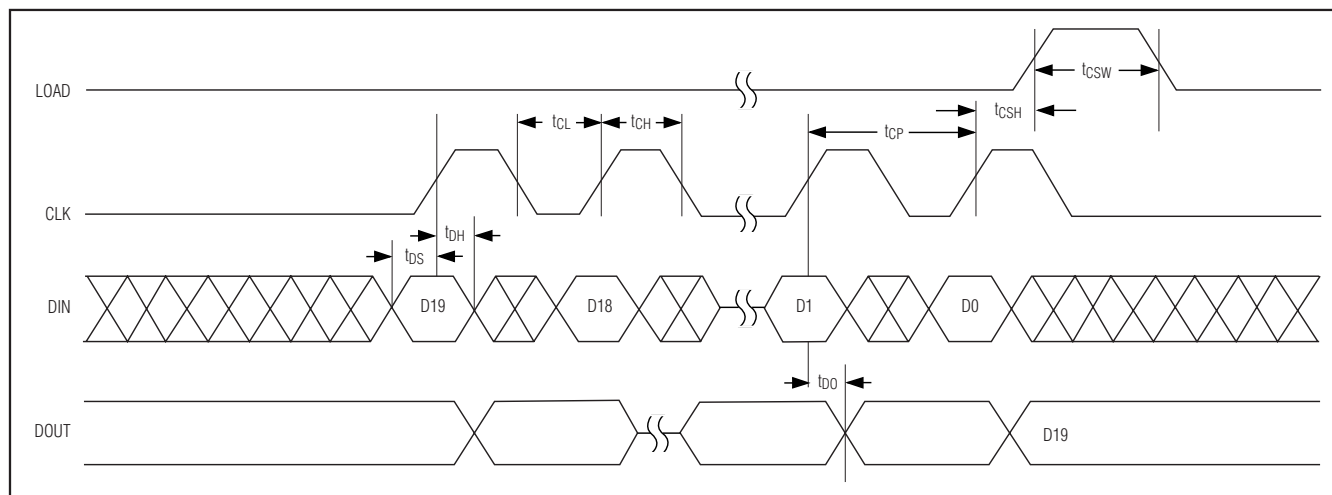 LOAD
tCSW
tCSH
tCL
tCH
tCP
CLK
tDH
tDS
DIN
D19
D18
D1
D0
tDO
DOUT
D19